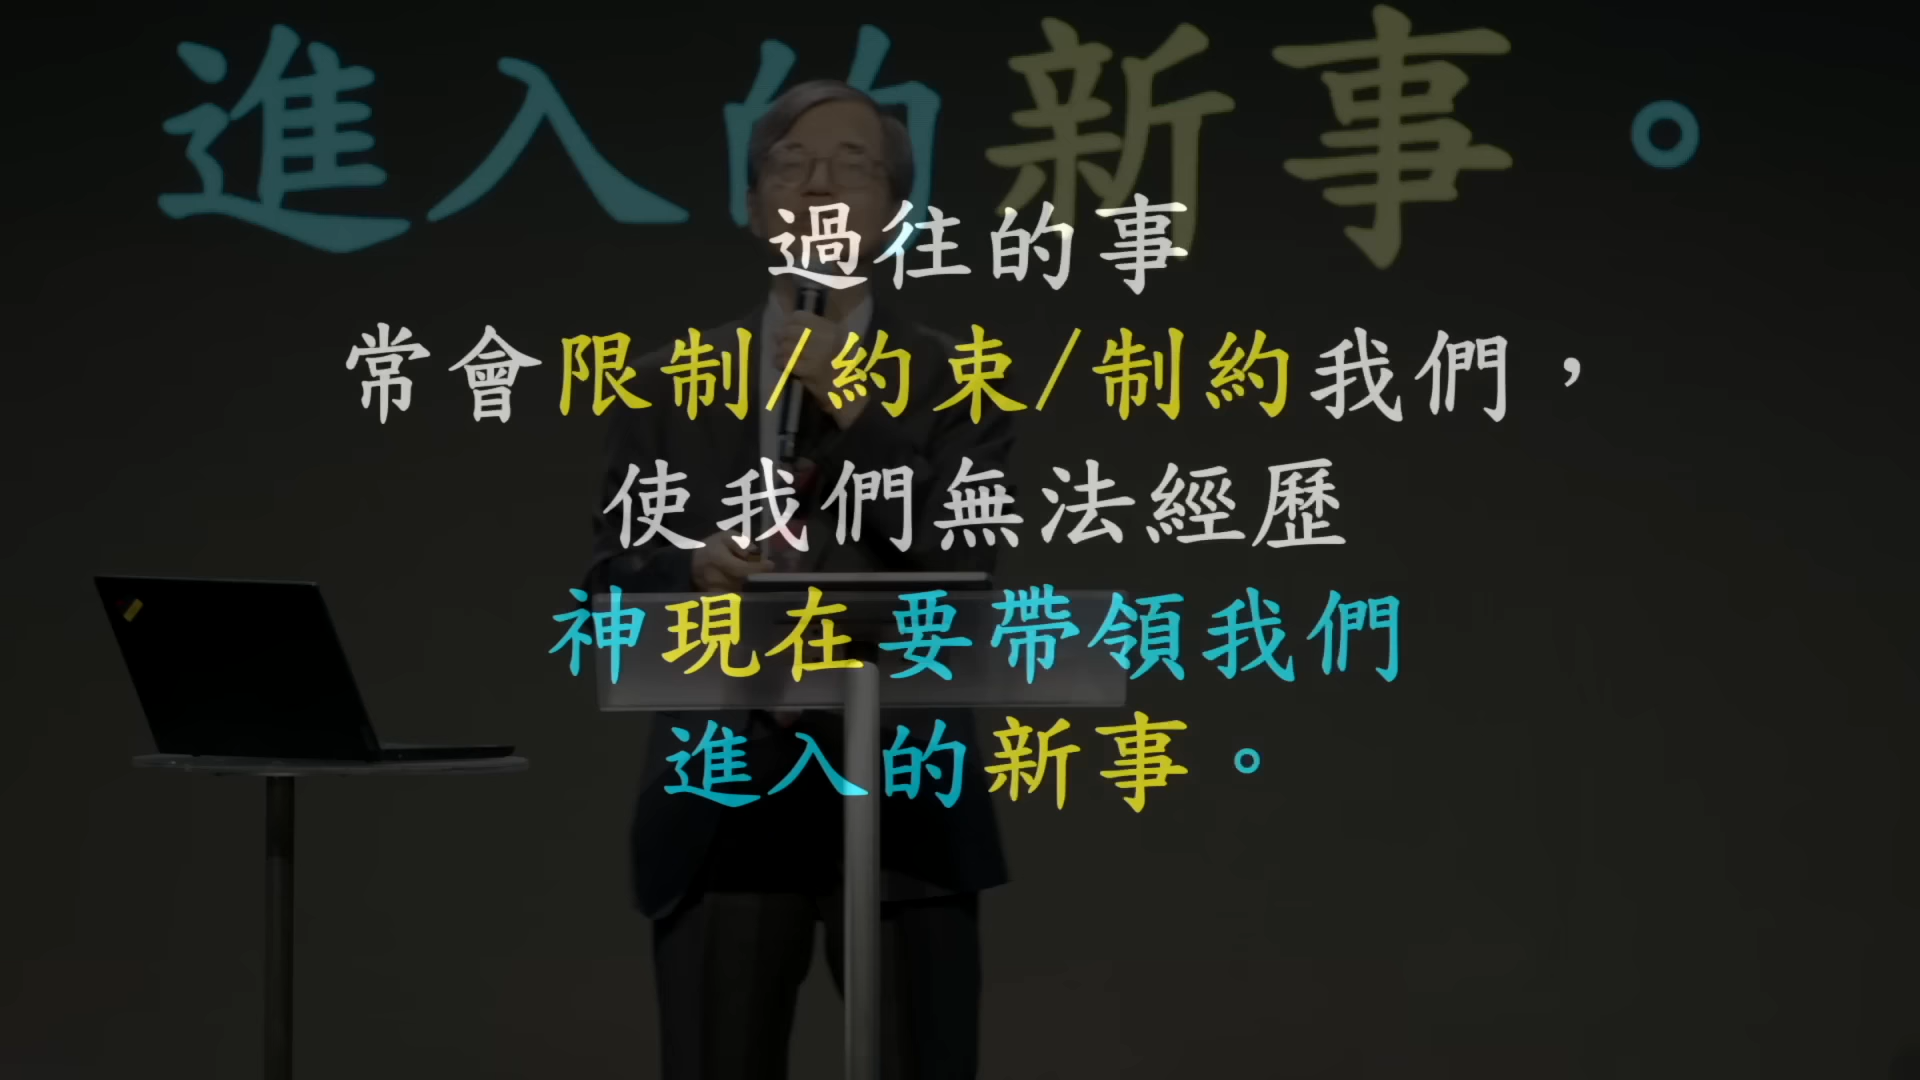 進入的新事。
過往的事
常會限制/約束/制約我們，
使我們無法經歷
神現在要帶領我們
進入的新事。